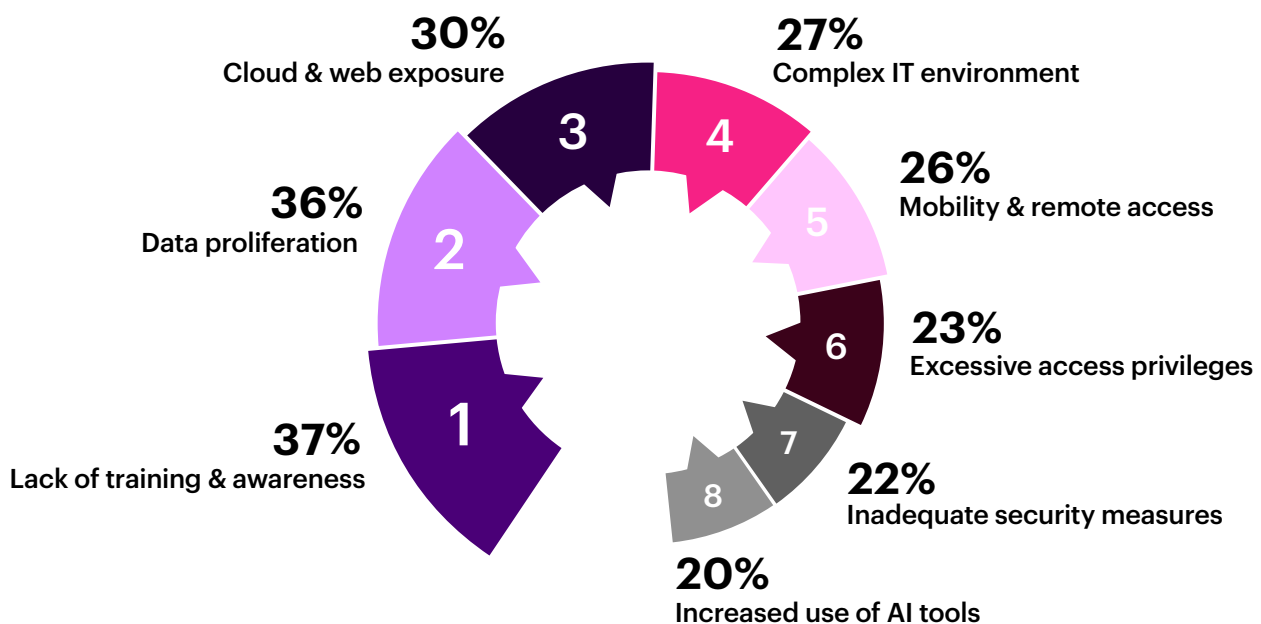 37%
Lack of training & awareness
1
36%
Data proliferation
2
30%
Cloud & web exposure
3
27%
Complex IT environment
4
26%
Mobility & remote access
5
23%
Excessive access privileges
6
22%
Inadequate security measures
7
20%
Increased use of AI tools
8